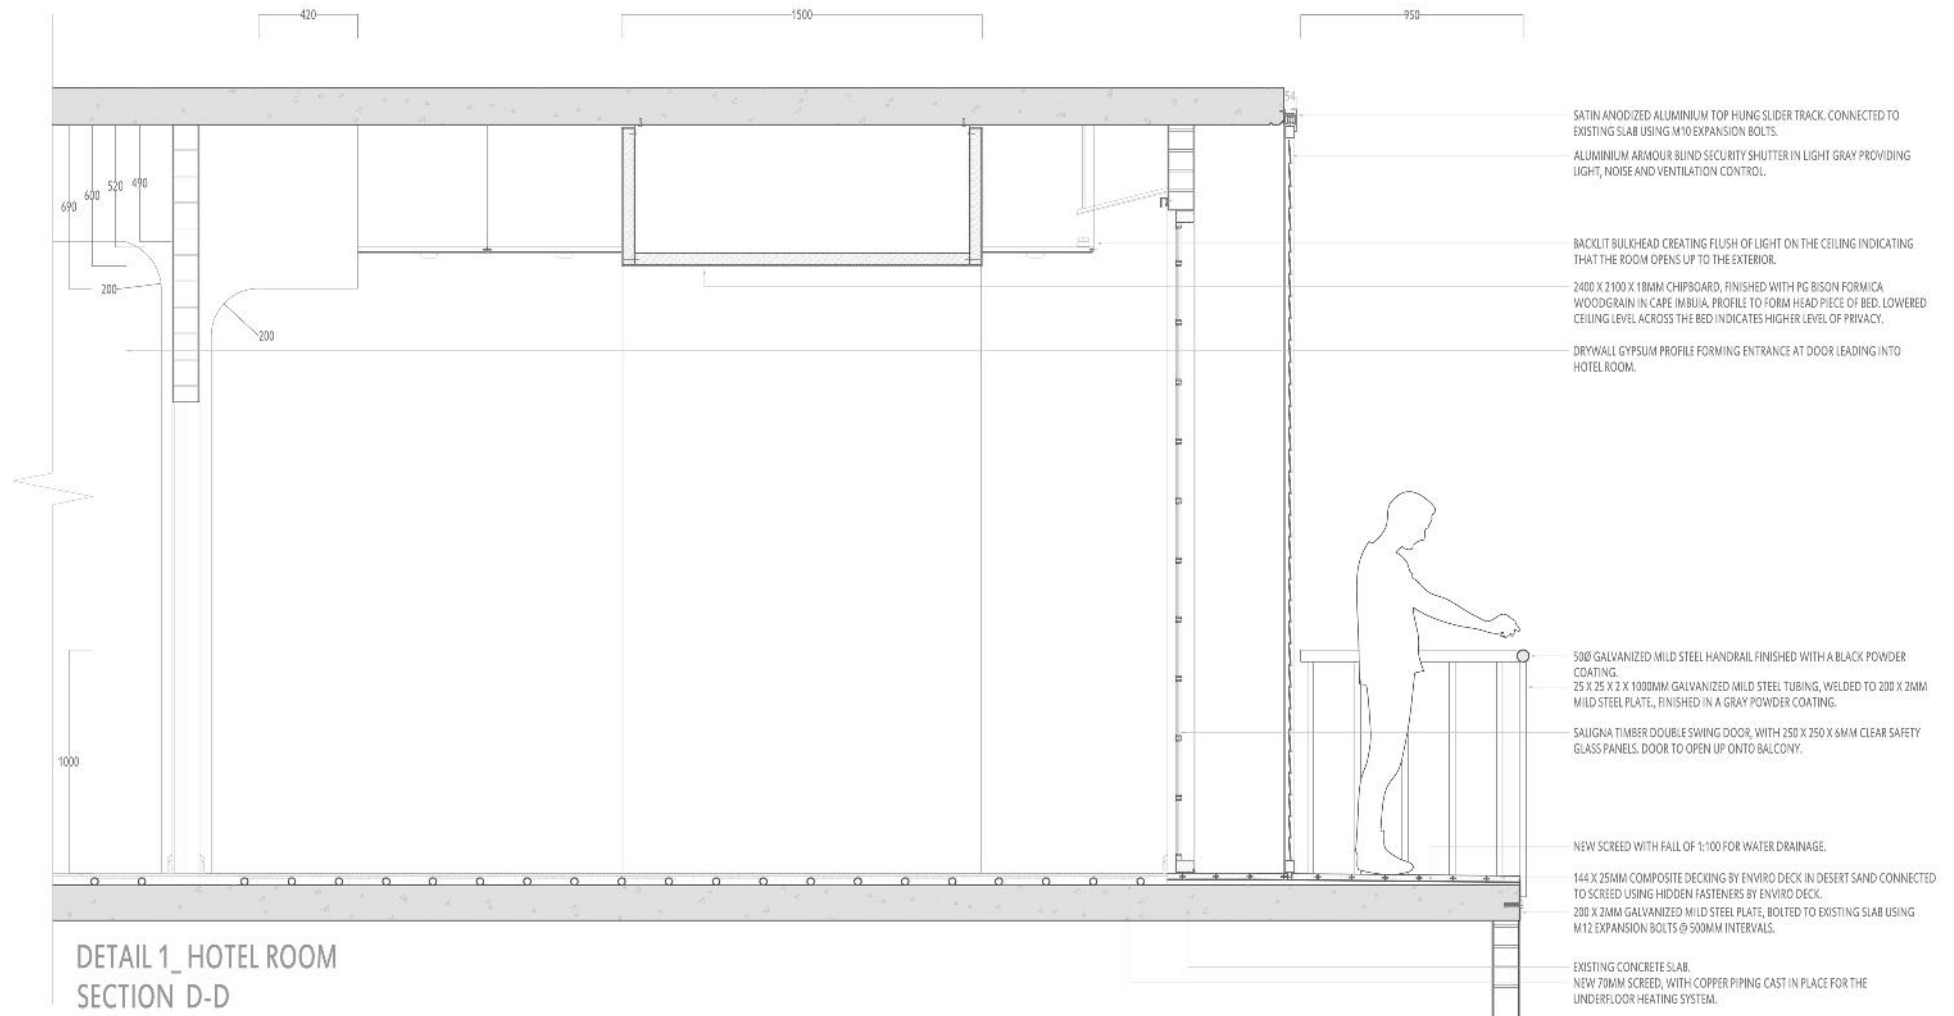 420
1500
950
54
SATIN ANODIZED ALUMINIUM TOP HUNG SLIDER TRACK. CONNECTED TO
EXISTING SLAB USING M10 EXPANSION BOLTS.
ALUMINIUM ARMOUR BLIND SECURITY SHUTTER IN LIGHT GRAY PROVIDING
LIGHT, NOISE AND VENTILATION CONTROL.
690
600
520
490
BACKLIT BULKHEAD CREATING FLUSH OF LIGHT ON THE CEILING INDICATING
THAT THE ROOM OPENS UP TO THE EXTERIOR.
200
2400 X 2100 X 18MM CHIPBOARD, FINISHED WITH PG BISON FORMICA
WOODGRAIN IN CAPE IMBUIA. PROFILE TO FORM HEAD PIECE OF BED. LOWERED
CEILING LEVEL ACROSS THE BED INDICATES HIGHER LEVEL OF PRIVACY.
200
DRYWALL GYPSUM PROFILE FORMING ENTRANCE AT DOOR LEADING INTO
HOTEL ROOM.
50Ø GALVANIZED MILD STEEL HANDRAIL FINISHED WITH A BLACK POWDER
COATING.
25 X 25 X 2 X 1000MM GALVANIZED MILD STEEL TUBING, WELDED TO 200 X 2MM
MILD STEEL PLATE., FINISHED IN A GRAY POWDER COATING.
SALIGNA TIMBER DOUBLE SWING DOOR, WITH 250 X 250 X 6MM CLEAR SAFETY
GLASS PANELS. DOOR TO OPEN UP ONTO BALCONY.
1000
NEW SCREED WITH FALL OF 1:100 FOR WATER DRAINAGE.
144 X 25MM COMPOSITE DECKING BY ENVIRO DECK IN DESERT SAND CONNECTED
TO SCREED USING HIDDEN FASTENERS BY ENVIRO DECK.
200 X 2MM GALVANIZED MILD STEEL PLATE, BOLTED TO EXISTING SLAB USING
M12 EXPANSION BOLTS @ 500MM INTERVALS.
EXISTING CONCRETE SLAB.
NEW 70MM SCREED, WITH COPPER PIPING CAST IN PLACE FOR THE
UNDERFLOOR HEATING SYSTEM.
DETAIL 1_ HOTEL ROOM
SECTION D-D